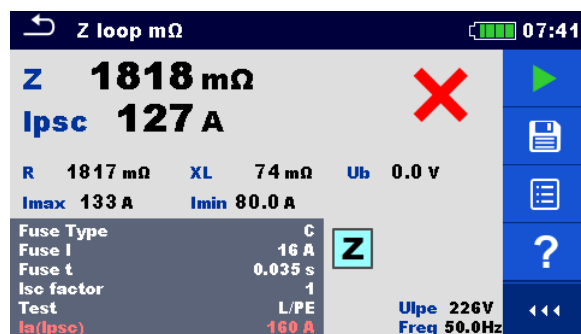 Z loop mΩ 07:41
Z 1818 mΩ
Ipsc 127 A
R 1817 mΩ XL 74 mΩ Ub 0.0 V
Imax 133 A Imin 80.0 A
Fuse Type C
Fuse I 16 A
Z
Fuse t 0.035 s
?
Isc factor 1
Test L/PE Ulpe 226V
Ia(Ipsc) 160 A Freq 50.0Hz